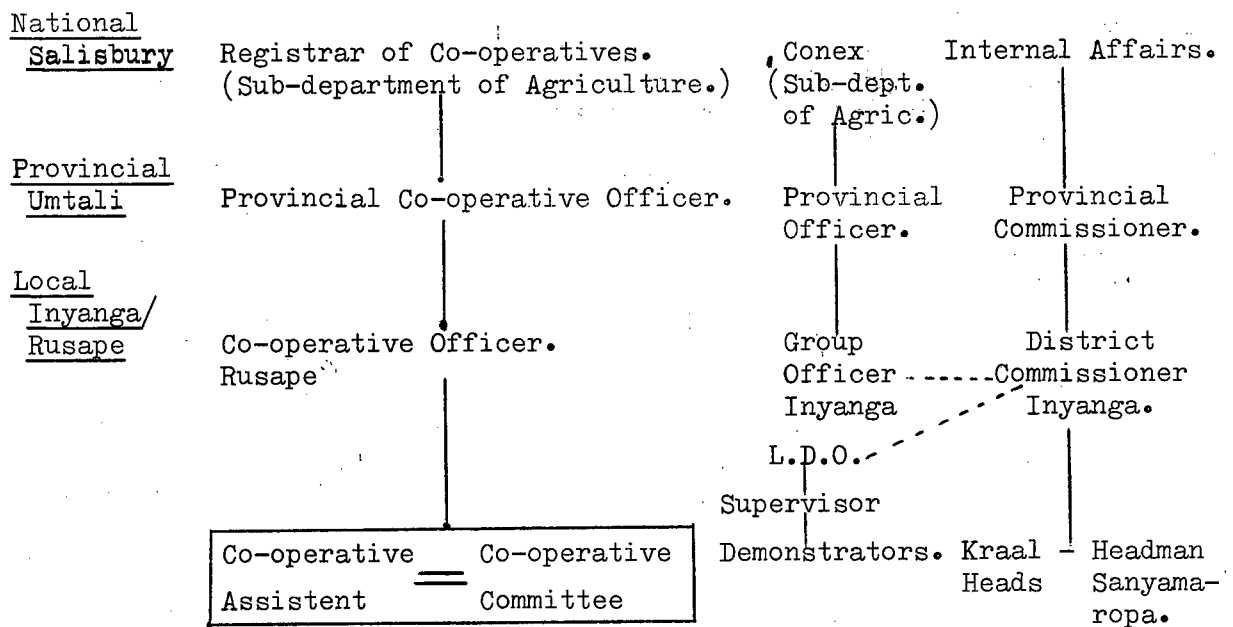 National
Salisbury
Registrar of Co-operatives.
(Sub-department of Agriculture.)
Conex
(Sub-dept.
of Agric.)
Internal Affairs.
Provincial
Umtali
Provincial Co-operative Officer.
Provincial
Officer.
Provincial
Commissioner.
Local
Inyanga/
Rusape
Co-operative Officer.
Rusape
Group
Officer
Inyanga
District
Commissioner
Inyanga.
L.D.O.
Supervisor
Demonstrators.
Co-operative
Assistent
=
Co-operative
Committee
Kraal
Heads
-
Headman
Sanyama-
ropa.